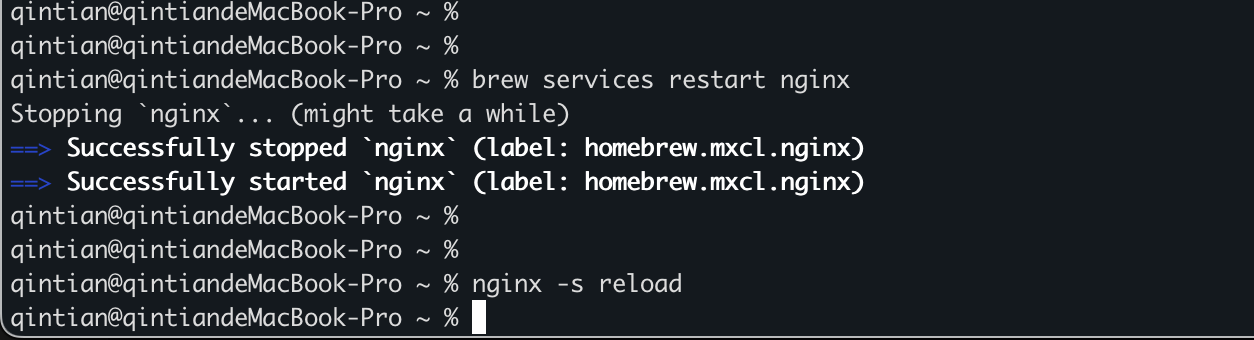 qintian@qintiandeMacBook-Pro ~ %
qintian@qintiandeMacBook-Pro ~ %
qintian@qintiandeMacBook-Pro ~ % brew services restart nginx
Stopping `nginx`... (might take a while)
==> Successfully stopped `nginx` (label: homebrew.mxcl.nginx)
==> Successfully started `nginx` (label: homebrew.mxcl.nginx)
qintian@qintiandeMacBook-Pro ~ %
qintian@qintiandeMacBook-Pro ~ %
qintian@qintiandeMacBook-Pro ~ % nginx -s reload
qintian@qintiandeMacBook-Pro ~ %